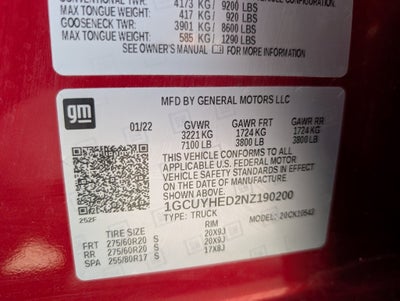 CONVENTIONAL TWR: 4173 KG/ 9200 LBS
MAX TONGUE WEIGHT: 417 KG/ 920 LBS
GOOSENECK TWR: 3901 KG/ 8600 LBS
MAX TONGUE WEIGHT: 585 KG/ 1290 LBS
SEE OWNER'S MANUAL FOR MORE INFORMATION
gm
MFD BY GENERAL MOTORS LLC
01/22 GVWR GAWR FRT GAWR RR
3221 KG 1724 KG 1724 KG
7100 LB 3800 LB 3800 LB
THIS VEHICLE CONFORMS TO ALL
APPLICABLE U.S. FEDERAL MOTOR
VEHICLE SAFETY STANDARDS IN EFFECT ON
THE DATE OF MANUFACTURE SHOWN ABOVE.
1GCUYHED2NZ190200
TYPE: TRUCK MODEL: 20CK10543
252F
TIRE SIZE RIM
FRT 275/60R20 S 20X9J
RR 275/60R20 S 20X9J
SPA 255/80R17 S 17X8J